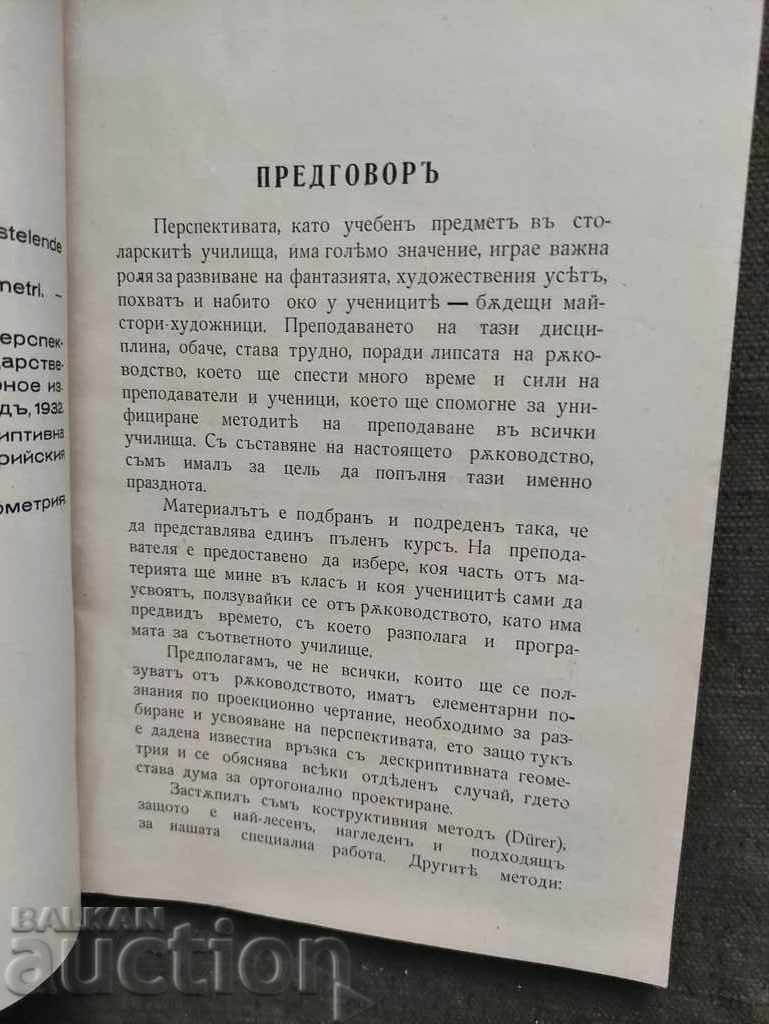 stelende
metri. –
ерспек-
дарстве-
рное из-
дъ, 1932
иптивна
рийския
ометрия
ПРЕДГОВОРЪ
Перспективата, като учебенъ предметъ въ сто-
ларскитѣ училища, има голѣмо значение, играе важна
роля за развиване на фантазията, художествения усѣтъ,
похватъ и набито око у ученицитѣ — бѫдещи май-
стори-художници. Преподаването на тази дисци-
плина, обаче, става трудно, поради липсата на рѫко-
водство, което ще спести много време и сили на
преподаватели и ученици, което ще спомогне за уни-
фициране методитѣ на преподаване въ всички
училища. Съ съставяне на настоящето рѫководство,
съмъ ималъ за цель да попълня тази именно
празднота.
Материалътъ е подбранъ и подреденъ така, че
да представлява единъ пъленъ курсъ. На препода-
вателя е предоставено да избере, коя часть отъ ма-
терията ще мине въ класъ и коя ученицитѣ сами да
усвоятъ, ползувайки се отъ рѫководството, като има
предвидъ времето, съ което разполага и програ-
мата за съответното училище.
Предполагамъ, че не всички, които ще се пол-
зуватъ отъ рѫководството, иматъ елементарни по-
знания по проекционно чертание, необходимо за раз-
биране и усвояване на перспективата, ето защо тукъ
е дадена известна връзка съ дескриптивната геоме-
трия и се обяснява всѣки отдѣленъ случай, гдето
става дума за ортогонално проектиране.
Застѫпилъ съмъ коструктивния методъ (Dürer),
защото е най-лесенъ, нагледенъ и подходящъ
за нашата специална работа. Другитѣ методи:
BALKAN
auction